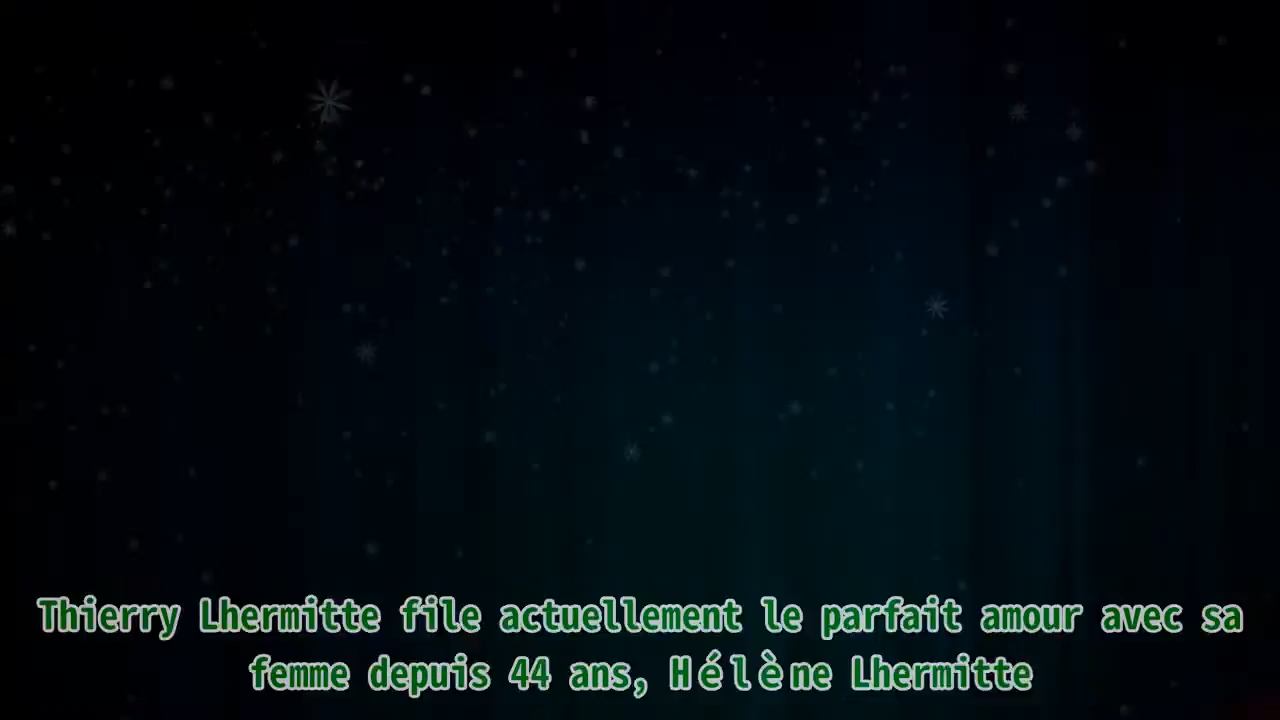 Thierry Lhermitte file actuellement le parfait amour avec sa
femme depuis 44 ans, Hélène Lhermitte